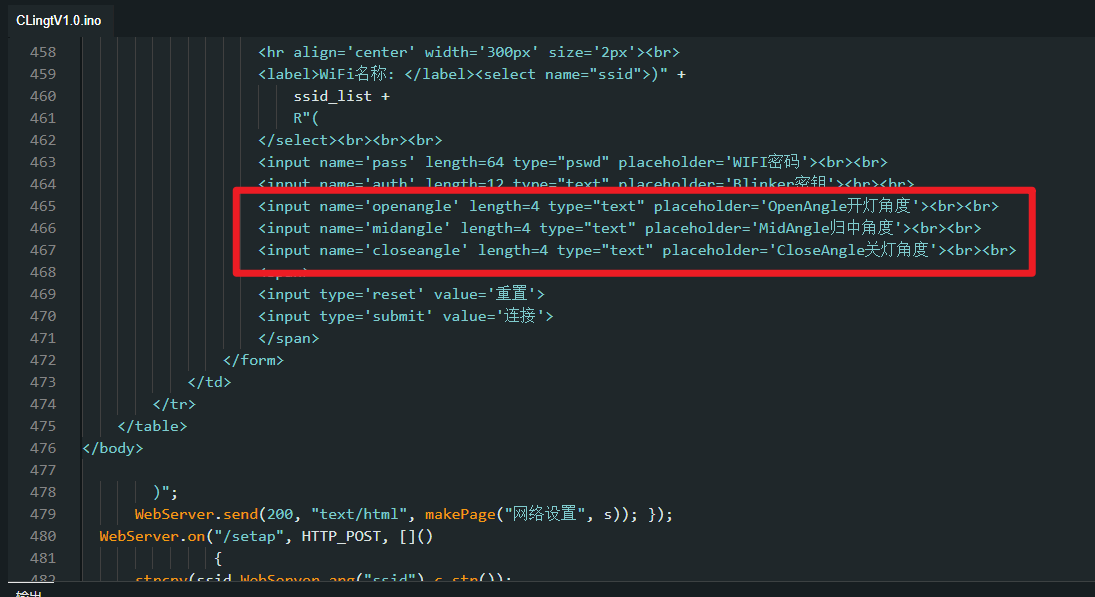 CLingtV1.0.ino
458 <hr align='center' width='300px' size='2px'><br>
459 <label>WiFi名称: </label><select name="ssid">)" +
460 ssid_list +
461 R"(
462 </select><br><br><br>
463 <input name='pass' length=64 type="pswd" placeholder='WIFI密码'><br><br>
464 <input name='auth' length=12 type="text" placeholder='Blinker密钥'><br><br>
465 <input name='openangle' length=4 type="text" placeholder='OpenAngle开灯角度'><br><br>
466 <input name='midangle' length=4 type="text" placeholder='MidAngle归中角度'><br><br>
467 <input name='closeangle' length=4 type="text" placeholder='CloseAngle关灯角度'><br><br>
468 <span>
469 <input type='reset' value='重置'>
470 <input type='submit' value='连接'>
471 </span>
472 </form>
473 </td>
474 </tr>
475 </table>
476 </body>
477
478 )";
479 WebServer.send(200, "text/html", makePage("网络设置", s)); });
480 WebServer.on("/setap", HTTP_POST, []()
481 {
482 strcpy(ssid,WebServer.arg("ssid").c_str());
输出